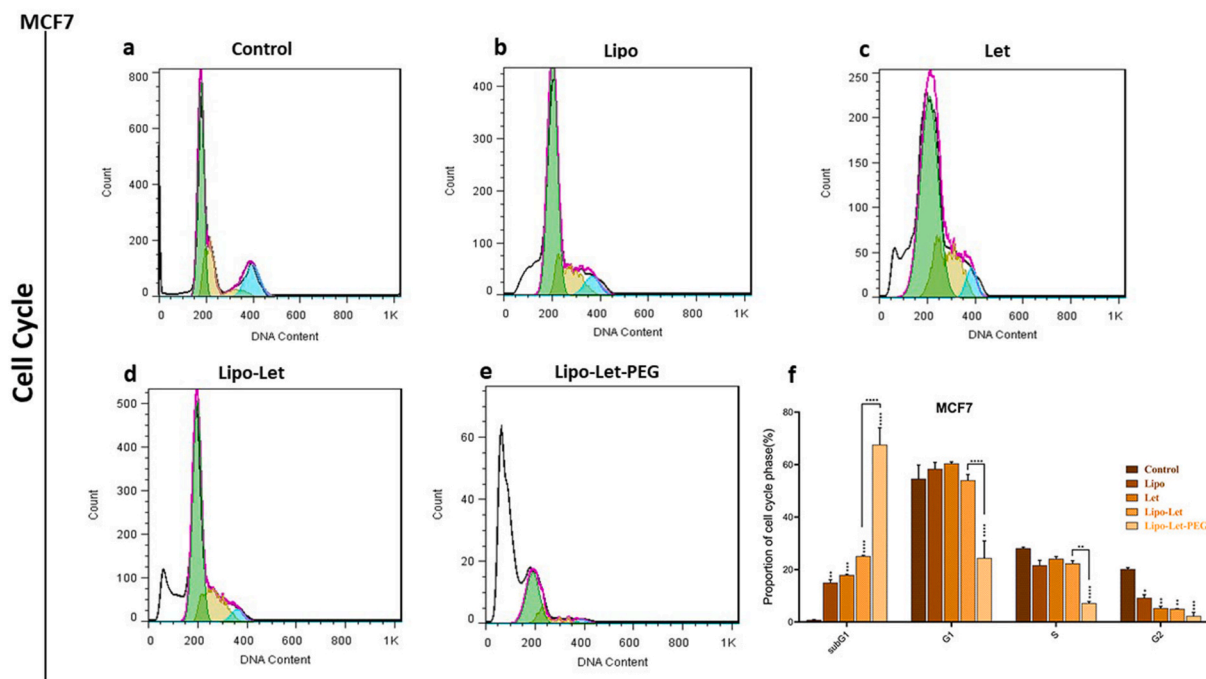 MCF7
Cell Cycle
a Control
800
600
400
200
0
Count
0 200 400 600 800 1K
DNA Content
b Lipo
400
300
200
100
0
Count
0 200 400 600 800 1K
DNA Content
c Let
250
200
150
100
50
0
Count
0 200 400 600 800 1K
DNA Content
d Lipo-Let
500
400
300
200
100
0
Count
0 200 400 600 800 1K
DNA Content
e Lipo-Let-PEG
60
40
20
0
Count
0 200 400 600 800 1K
DNA Content
f
MCF7
80
60
40
20
0
Proportion of cell cycle phase(%)
subG1 G1 S G2
****
****
**
Control
Lipo
Let
Lipo-Let
Lipo-Let-PEG